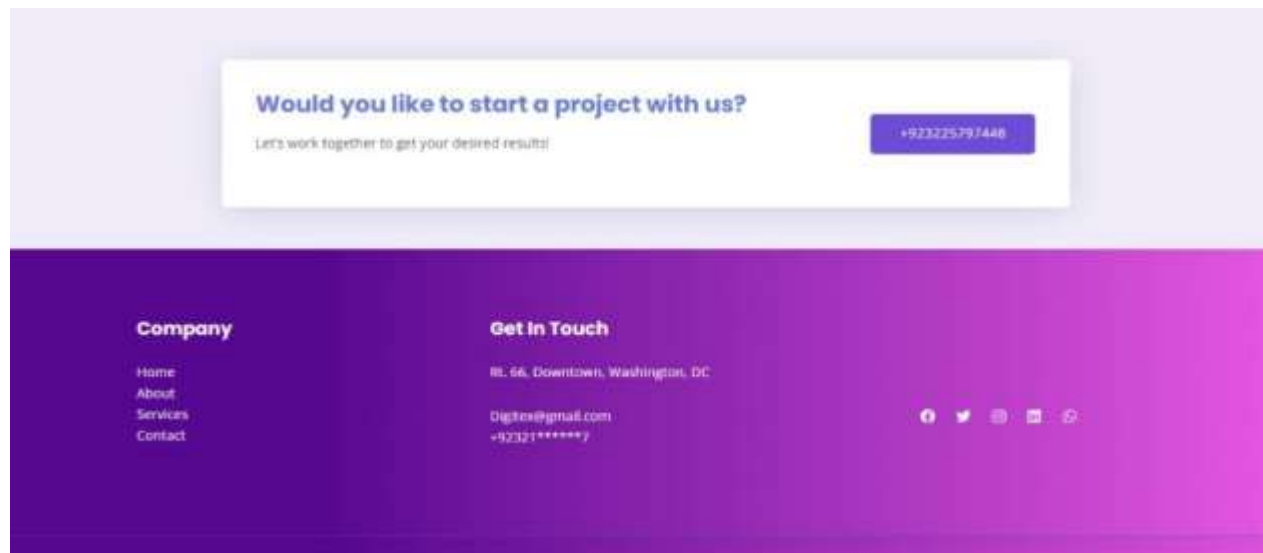 Would you like to start a project with us?
Let's work together to get your desired results!
+923225797448
Company
Home
About
Services
Contact
Get In Touch
Rt. 66, Downtown, Washington, DC
Digitex@gmail.com
+92321******7